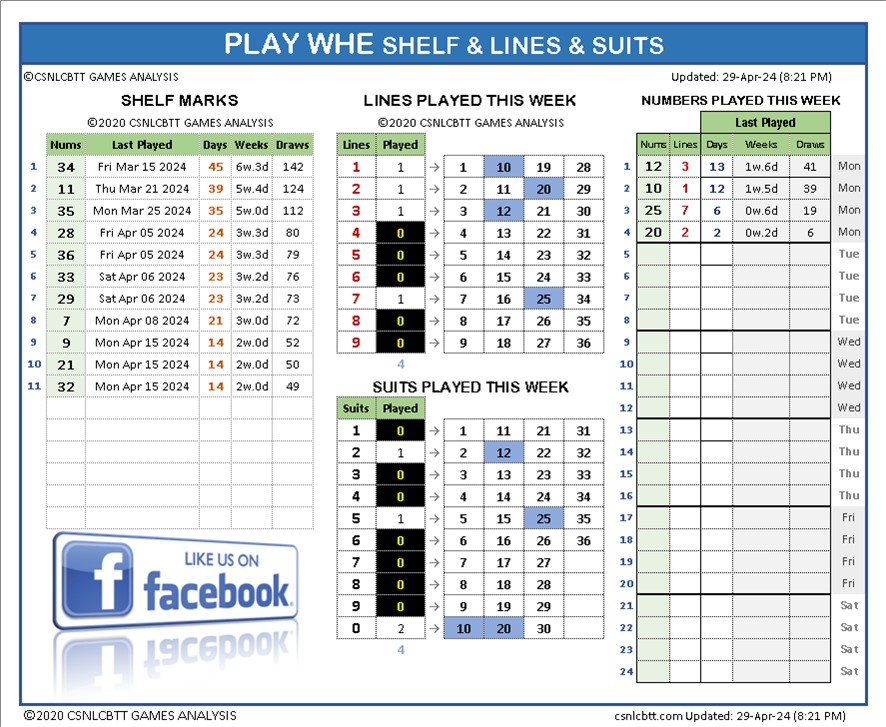 PLAY WHE SHELF & LINES & SUITS
©CSNLCBTT GAMES ANALYSIS
Updated: 29-Apr-24 (8:21 PM)
SHELF MARKS
©2020 CSNLCBTT GAMES ANALYSIS
Nums Last Played Days Weeks Draws
1 34 Fri Mar 15 2024 45 6w.3d 142
2 11 Thu Mar 21 2024 39 5w.4d 124
3 35 Mon Mar 25 2024 35 5w.0d 112
4 28 Fri Apr 05 2024 24 3w.3d 80
5 36 Fri Apr 05 2024 24 3w.3d 79
6 33 Sat Apr 06 2024 23 3w.2d 76
7 29 Sat Apr 06 2024 23 3w.2d 73
8 7 Mon Apr 08 2024 21 3w.0d 72
9 9 Mon Apr 15 2024 14 2w.0d 52
10 21 Mon Apr 15 2024 14 2w.0d 50
11 32 Mon Apr 15 2024 14 2w.0d 49
LIKE US ON
facebook.
LINES PLAYED THIS WEEK
©2020 CSNLCBTT GAMES ANALYSIS
Lines Played
1 1 → 1 10 19 28
2 1 → 2 11 20 29
3 1 → 3 12 21 30
4 0 → 4 13 22 31
5 0 → 5 14 23 32
6 0 → 6 15 24 33
7 1 → 7 16 25 34
8 0 → 8 17 26 35
9 0 → 9 18 27 36
4
SUITS PLAYED THIS WEEK
Suits Played
1 0 → 1 11 21 31
2 1 → 2 12 22 32
3 0 → 3 13 23 33
4 0 → 4 14 24 34
5 1 → 5 15 25 35
6 0 → 6 16 26 36
7 0 → 7 17 27
8 0 → 8 18 28
9 0 → 9 19 29
0 2 → 10 20 30
4
NUMBERS PLAYED THIS WEEK
Last Played
Nums Lines Days Weeks Draws
1 12 3 13 1w.6d 41 Mon
2 10 1 12 1w.5d 39 Mon
3 25 7 6 0w.6d 19 Mon
4 20 2 2 0w.2d 6 Mon
5 Tue
6 Tue
7 Tue
8 Tue
9 Wed
10 Wed
11 Wed
12 Wed
13 Thu
14 Thu
15 Thu
16 Thu
17 Fri
18 Fri
19 Fri
20 Fri
21 Sat
22 Sat
23 Sat
24 Sat
©2020 CSNLCBTT GAMES ANALYSIS
csnlcbtt.com Updated: 29-Apr-24 (8:21 PM)